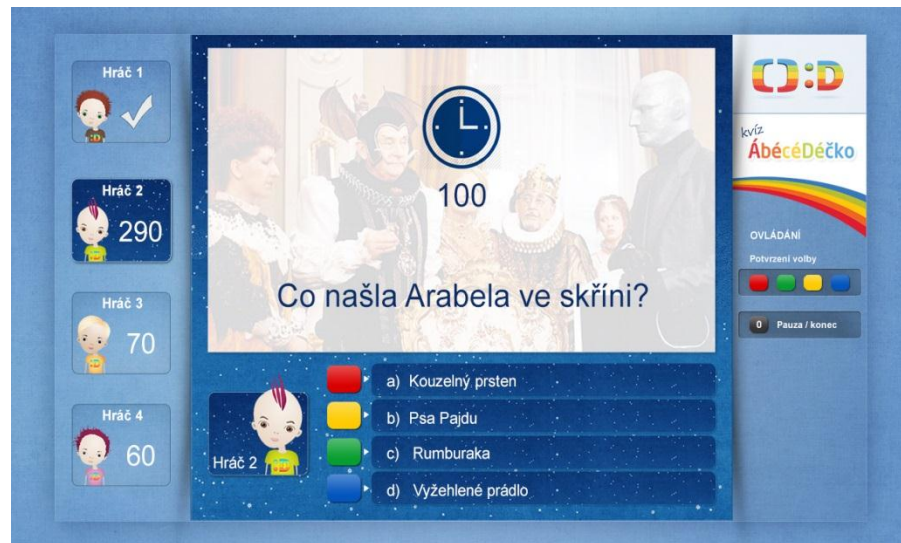 Hráč 1
:D
Hráč 2
290
Hráč 3
70
Hráč 4
60
100
Co našla Arabela ve skříni?
Hráč 2
:D
a) Kouzelný prsten
b) Psa Pajdu
c) Rumburaka
d) Vyžehlené prádlo
:D
kvíz
ÁbécéDéčko
OVLÁDÁNÍ
Potvrzení volby
0 Pauza / konec